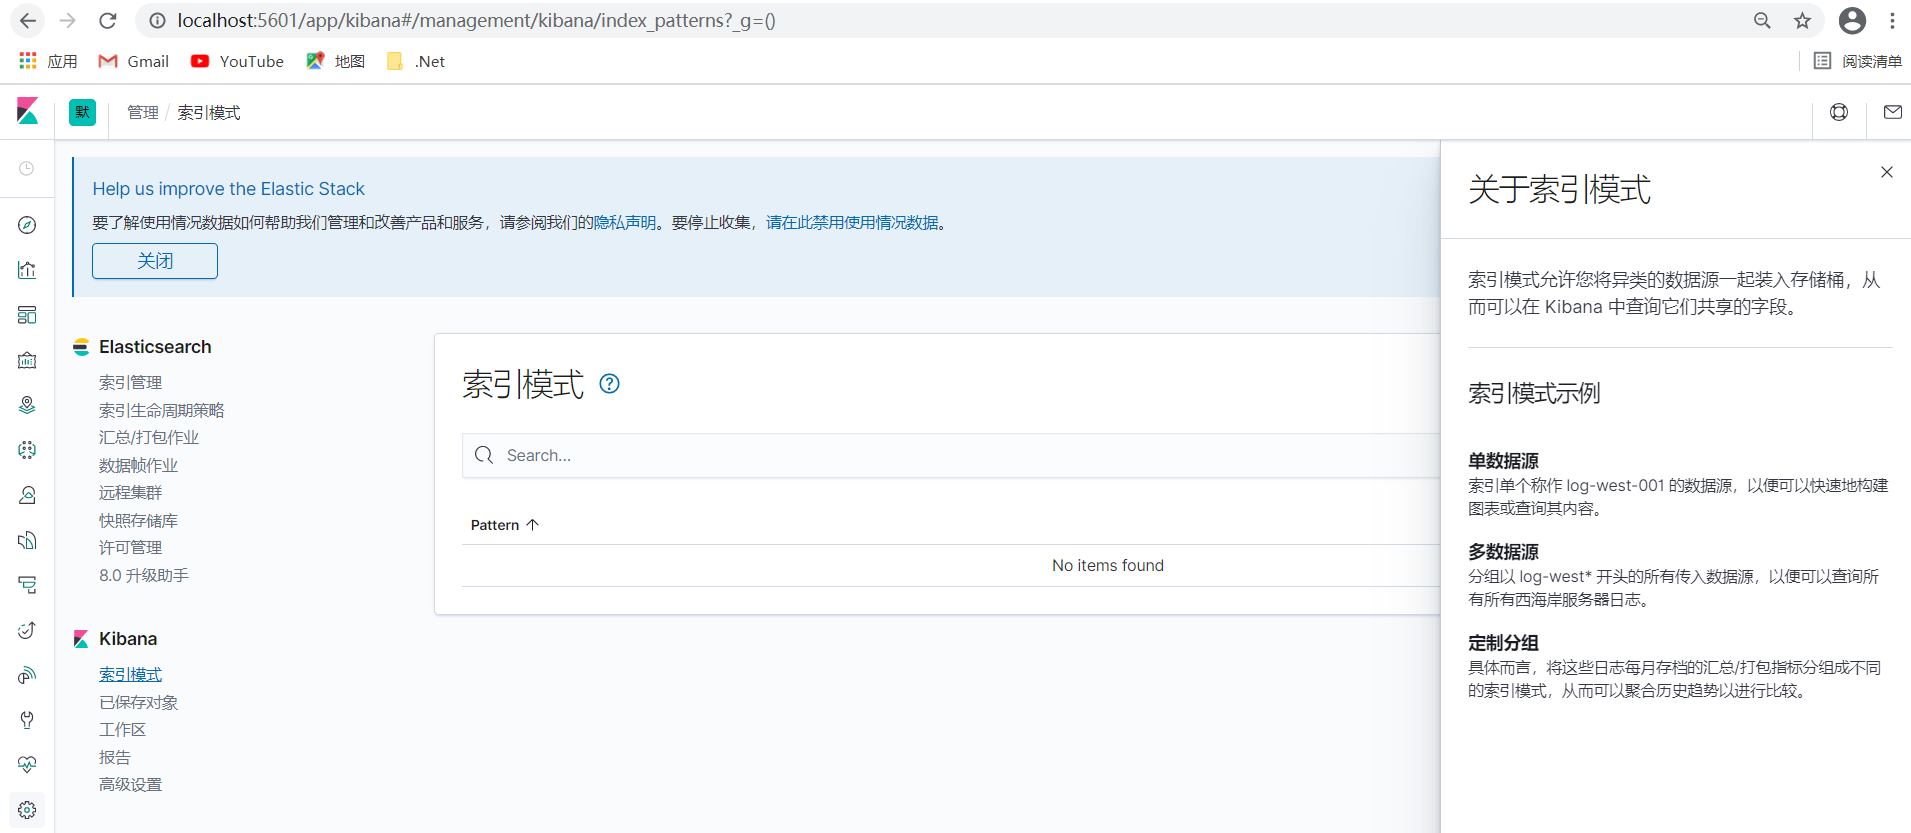 localhost:5601/app/kibana#/management/kibana/index_patterns?_g=()
应用 Gmail YouTube 地图 .Net 阅读清单
默 管理 / 索引模式
Help us improve the Elastic Stack
要了解使用情况数据如何帮助我们管理和改善产品和服务，请参阅我们的隐私声明。要停止收集，请在此禁用使用情况数据。
关闭
Elasticsearch
索引管理
索引生命周期策略
汇总/打包作业
数据帧作业
远程集群
快照存储库
许可管理
8.0 升级助手
Kibana
索引模式
已保存对象
工作区
报告
高级设置
索引模式
Search...
Pattern
No items found
关于索引模式
索引模式允许您将异类的数据源一起装入存储桶，从
而可以在 Kibana 中查询它们共享的字段。
索引模式示例
单数据源
索引单个称作 log-west-001 的数据源，以便可以快速地构建
图表或查询其内容。
多数据源
分组以 log-west* 开头的所有传入数据源，以便可以查询所
有所有西海岸服务器日志。
定制分组
具体而言，将这些日志每月存档的汇总/打包指标分组成不同
的索引模式，从而可以聚合历史趋势以进行比较。